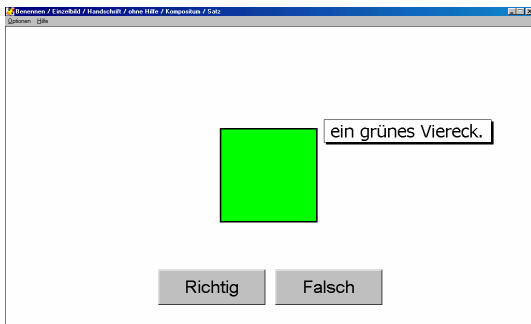 Benennen / Einzelbild / Handschrift / ohne Hilfe / Kompositum / Satz
Optionen Hilfe
ein grünes Viereck.
Richtig Falsch